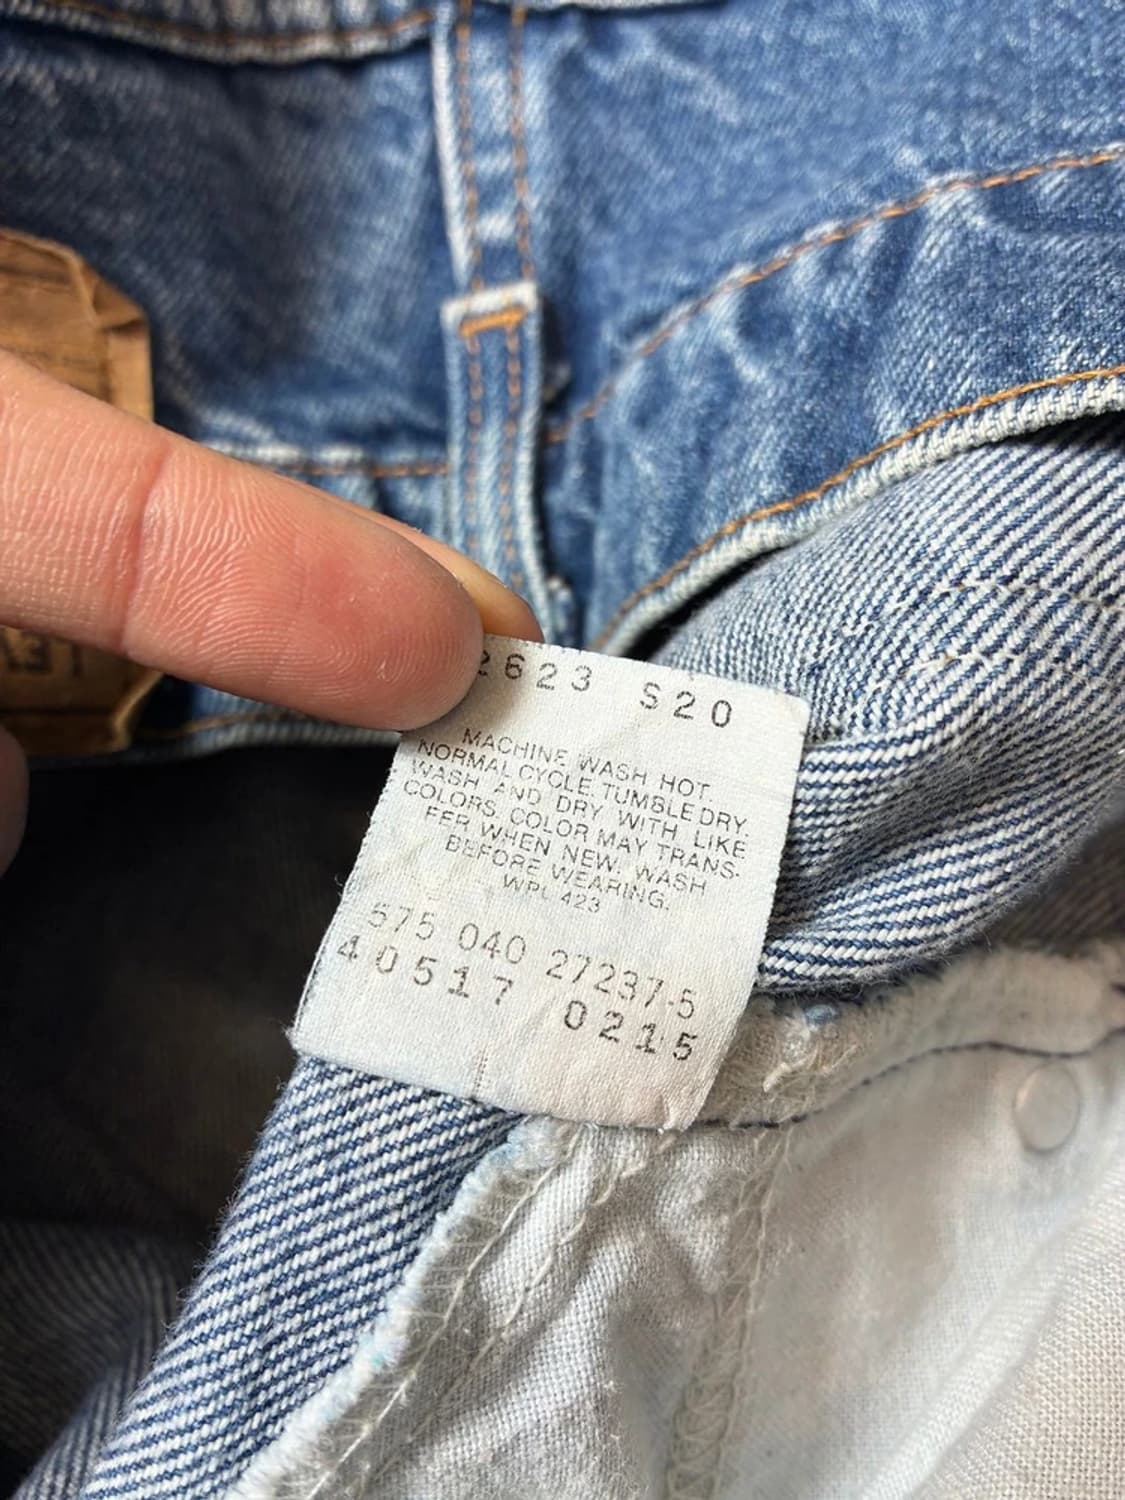 2623 S20
MACHINE WASH HOT
NORMAL CYCLE, TUMBLE DRY.
WASH AND DRY WITH LIKE
COLORS, COLOR MAY TRANS-
FER WHEN NEW. WASH
BEFORE WEARING.
WPL 423
575 040 27237-5
40517 0215